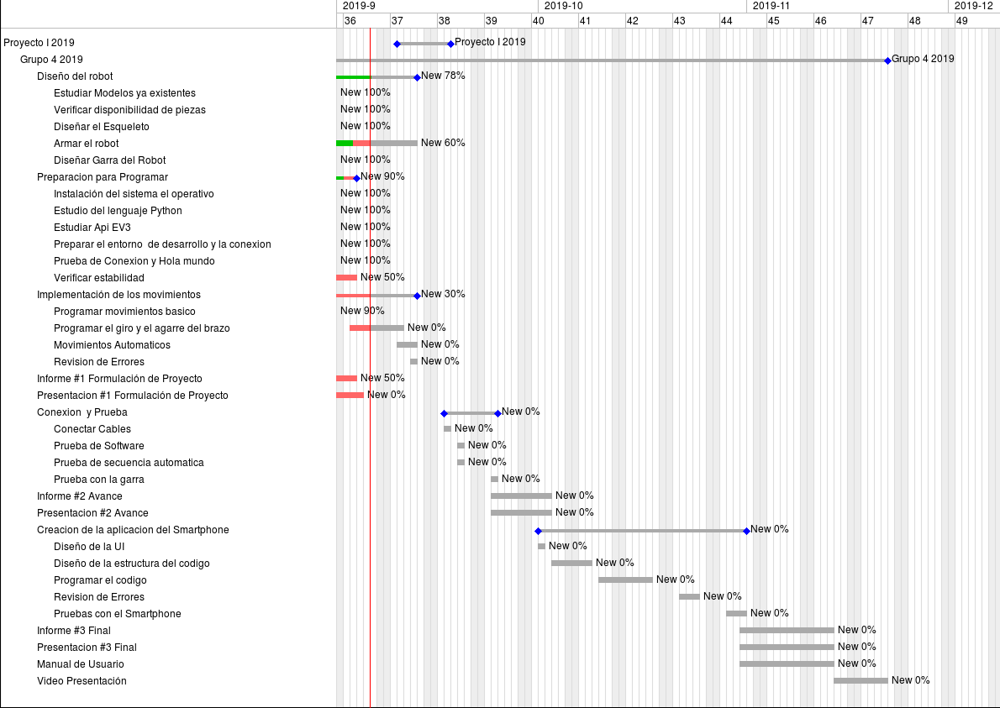 2019-9 2019-10 2019-11 2019-12
36 37 38 39 40 41 42 43 44 45 46 47 48 49
Proyecto I 2019 Proyecto I 2019
Grupo 4 2019 Grupo 4 2019
Diseño del robot New 78%
Estudiar Modelos ya existentes New 100%
Verificar disponibilidad de piezas New 100%
Diseñar el Esqueleto New 100%
Armar el robot New 60%
Diseñar Garra del Robot New 100%
Preparacion para Programar New 90%
Instalación del sistema el operativo New 100%
Estudio del lenguaje Python New 100%
Estudiar Api EV3 New 100%
Preparar el entorno  de desarrollo y la conexion New 100%
Prueba de Conexion y Hola mundo New 100%
Verificar estabilidad New 50%
Implementación de los movimientos New 30%
Programar movimientos basico New 90%
Programar el giro y el agarre del brazo New 0%
Movimientos Automaticos New 0%
Revision de Errores New 0%
Informe #1 Formulación de Proyecto New 50%
Presentacion #1 Formulación de Proyecto New 0%
Conexion  y Prueba New 0%
Conectar Cables New 0%
Prueba de Software New 0%
Prueba de secuencia automatica New 0%
Prueba con la garra New 0%
Informe #2 Avance New 0%
Presentacion #2 Avance New 0%
Creacion de la aplicacion del Smartphone New 0%
Diseño de la UI New 0%
Diseño de la estructura del codigo New 0%
Programar el codigo New 0%
Revision de Errores New 0%
Pruebas con el Smartphone New 0%
Informe #3 Final New 0%
Presentacion #3 Final New 0%
Manual de Usuario New 0%
Video Presentación New 0%